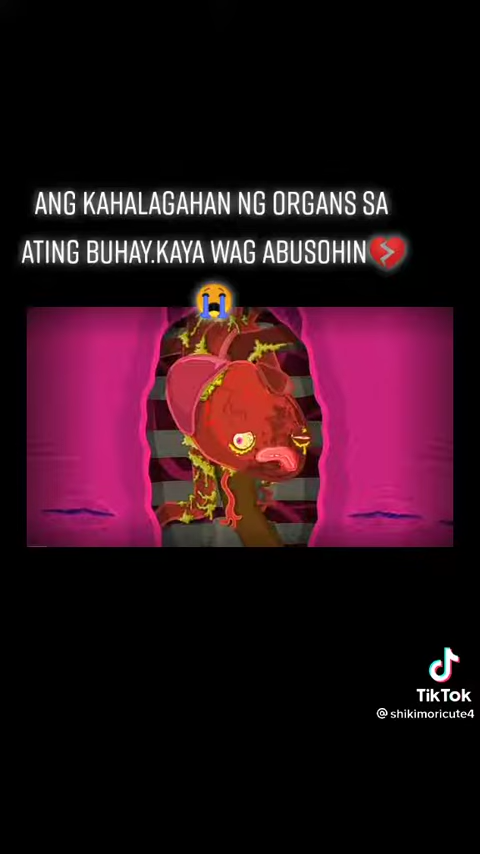 ANG KAHALAGAHAN NG ORGANS SA
ATING BUHAY.KAYA WAG ABUSOHIN💔
😭
TikTok
@shikimoricute4